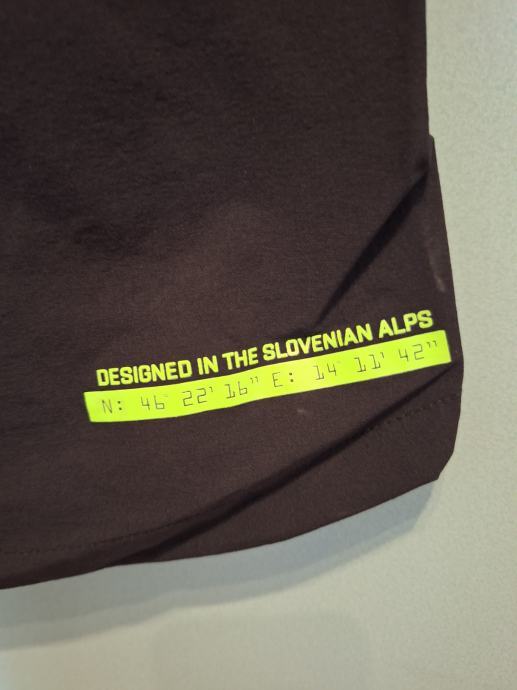 DESIGNED IN THE SLOVENIAN ALPS
N: 46° 22' 16" E: 14° 11' 42"